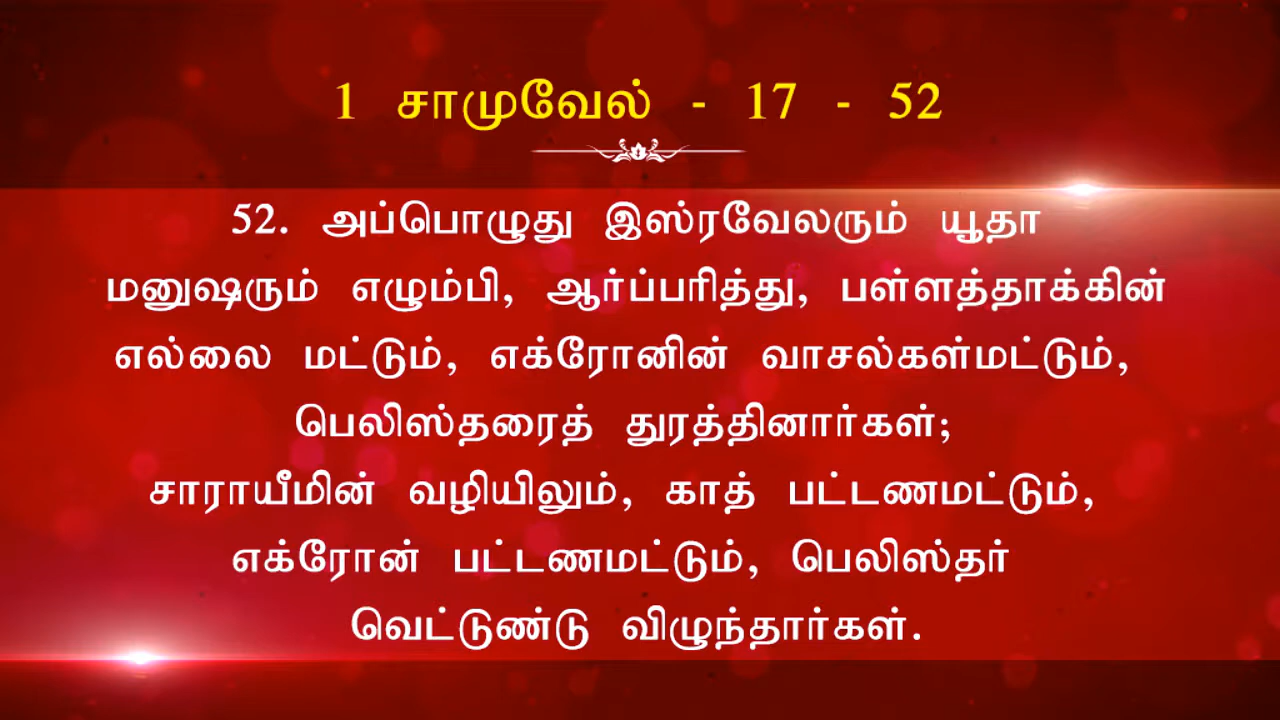 1 சாமுவேல் - 17 - 52
52. அப்பொழுது இஸ்ரவேலரும் யூதா
மனுஷரும் எழும்பி, ஆர்ப்பரித்து, பள்ளத்தாக்கின்
எல்லை மட்டும், எக்ரோனின் வாசல்கள்மட்டும்,
பெலிஸ்தரைத் துரத்தினார்கள்;
சாராயீமின் வழியிலும், காத் பட்டணமட்டும்,
எக்ரோன் பட்டணமட்டும், பெலிஸ்தர்
வெட்டுண்டு விழுந்தார்கள்.